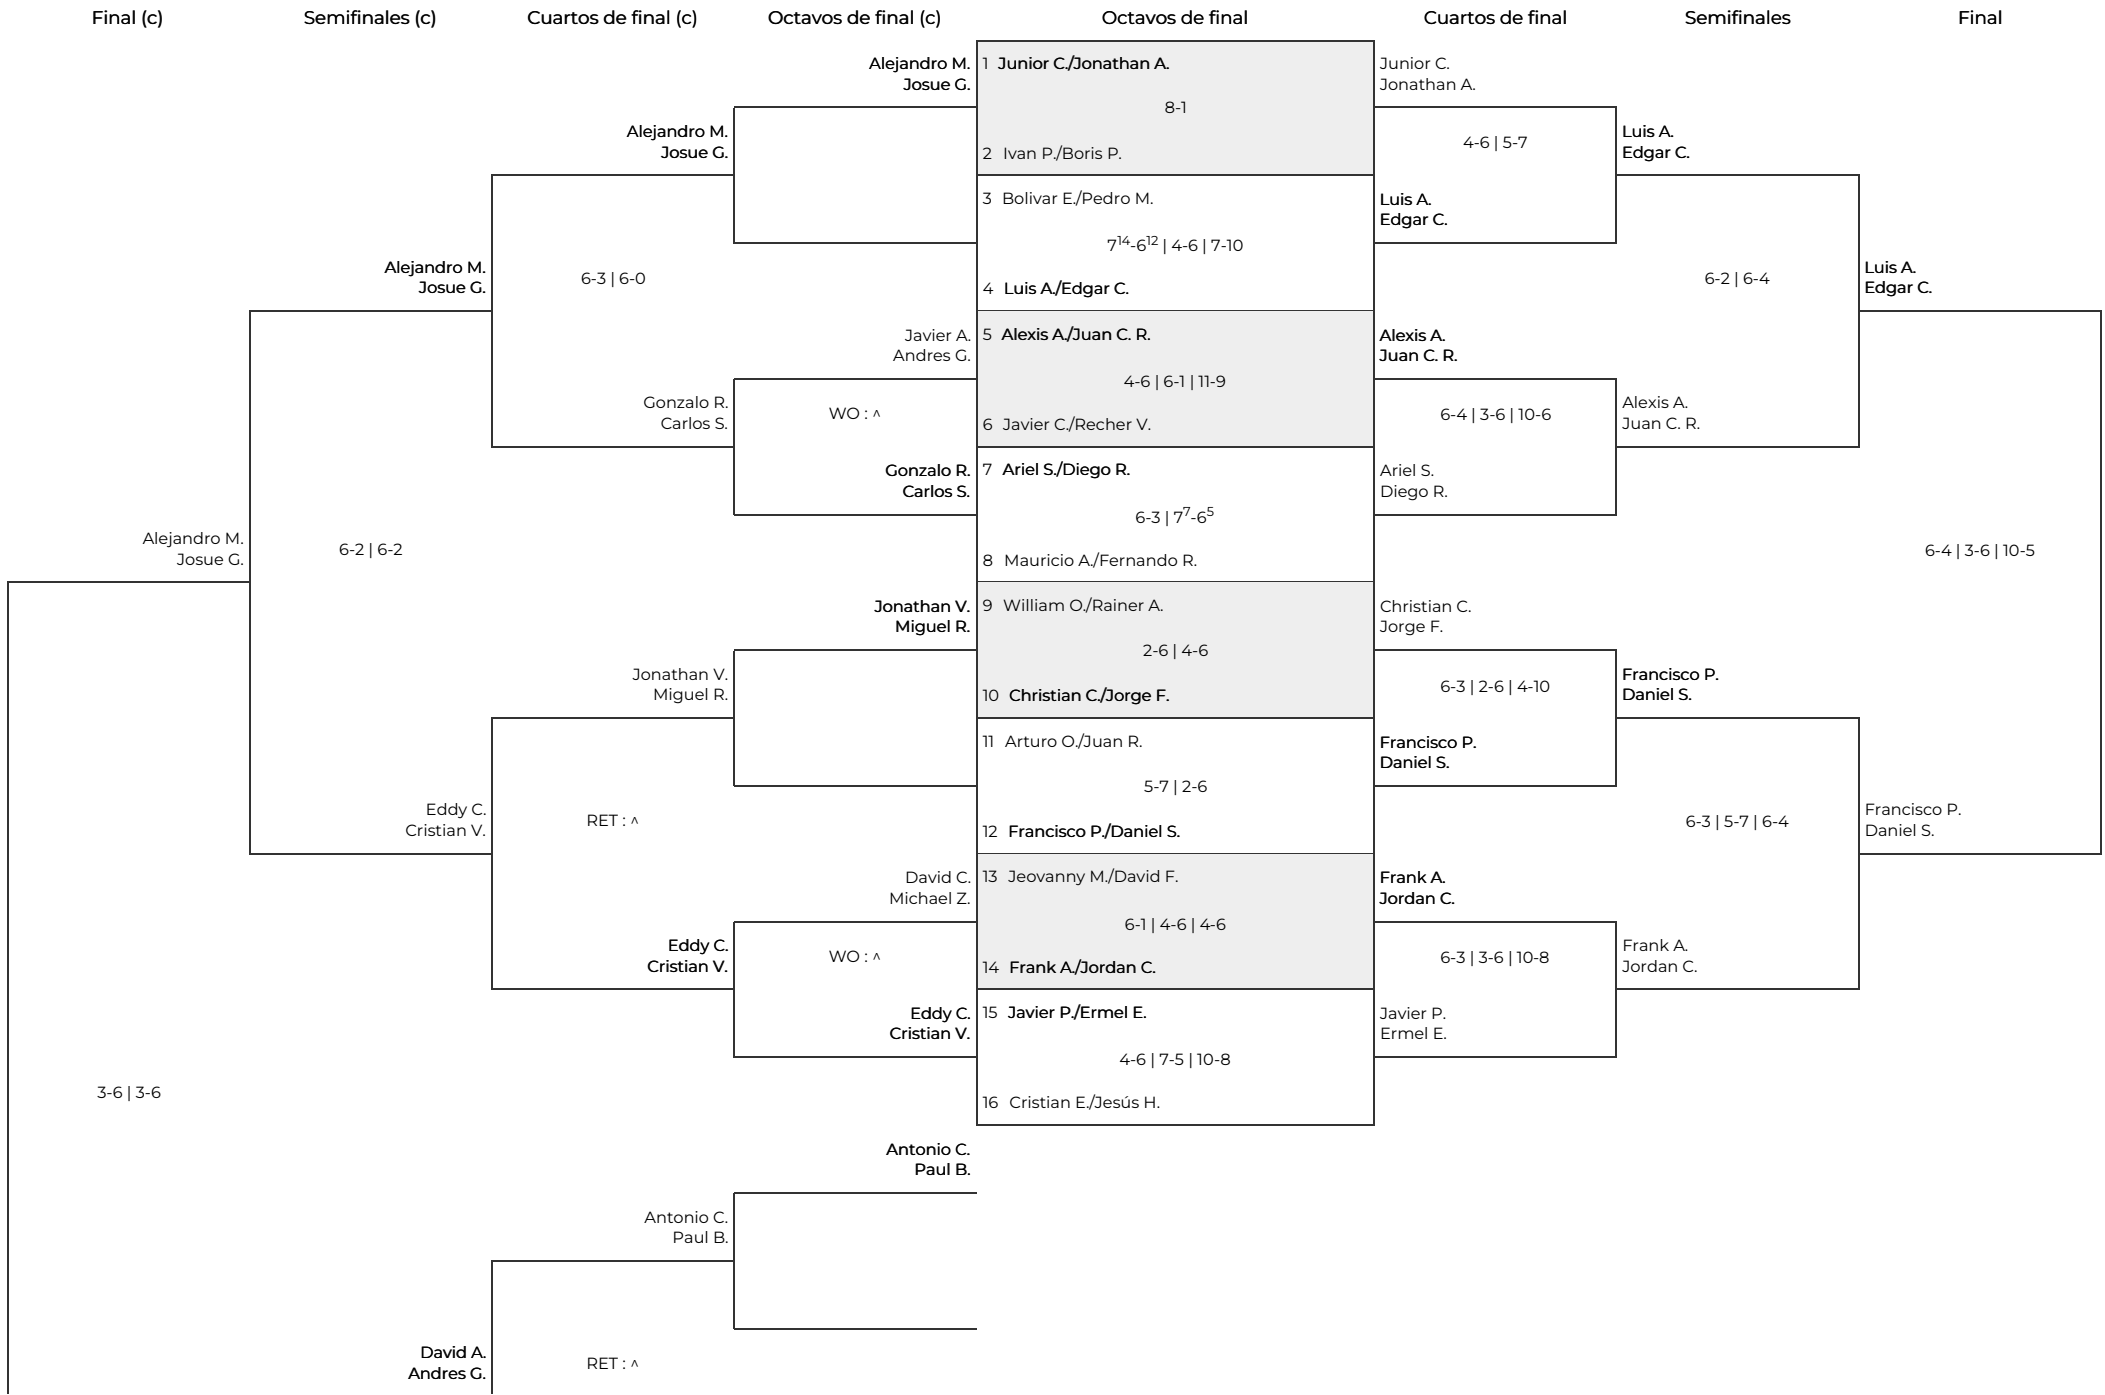 Final (c)
Semifinales (c)
Cuartos de final (c)
Octavos de final (c)
Octavos de final
Cuartos de final
Semifinales
Final
3-6 | 3-6
Alejandro M.
Josue G.
6-2 | 6-2
Alejandro M.
Josue G.
6-3 | 6-0
Eddy C.
Cristian V.
RET : ^
David A.
Andres G.
RET : ^
Alejandro M.
Josue G.
Gonzalo R.
Carlos S.
WO : ^
Jonathan V.
Miguel R.
Eddy C.
Cristian V.
WO : ^
Antonio C.
Paul B.
Alejandro M.
Josue G.
Javier A.
Andres G.
Gonzalo R.
Carlos S.
Jonathan V.
Miguel R.
David C.
Michael Z.
Eddy C.
Cristian V.
Antonio C.
Paul B.
1 Junior C./Jonathan A.
8-1
2 Ivan P./Boris P.
3 Bolivar E./Pedro M.
7¹⁴-6¹² | 4-6 | 7-10
4 Luis A./Edgar C.
5 Alexis A./Juan C. R.
4-6 | 6-1 | 11-9
6 Javier C./Recher V.
7 Ariel S./Diego R.
6-3 | 7⁷-6⁵
8 Mauricio A./Fernando R.
9 William O./Rainer A.
2-6 | 4-6
10 Christian C./Jorge F.
11 Arturo O./Juan R.
5-7 | 2-6
12 Francisco P./Daniel S.
13 Jeovanny M./David F.
6-1 | 4-6 | 4-6
14 Frank A./Jordan C.
15 Javier P./Ermel E.
4-6 | 7-5 | 10-8
16 Cristian E./Jesús H.
Junior C.
Jonathan A.
4-6 | 5-7
Luis A.
Edgar C.
Alexis A.
Juan C. R.
6-4 | 3-6 | 10-6
Ariel S.
Diego R.
Christian C.
Jorge F.
6-3 | 2-6 | 4-10
Francisco P.
Daniel S.
Frank A.
Jordan C.
6-3 | 3-6 | 10-8
Javier P.
Ermel E.
Luis A.
Edgar C.
6-2 | 6-4
Alexis A.
Juan C. R.
Francisco P.
Daniel S.
6-3 | 5-7 | 6-4
Frank A.
Jordan C.
Luis A.
Edgar C.
6-4 | 3-6 | 10-5
Francisco P.
Daniel S.